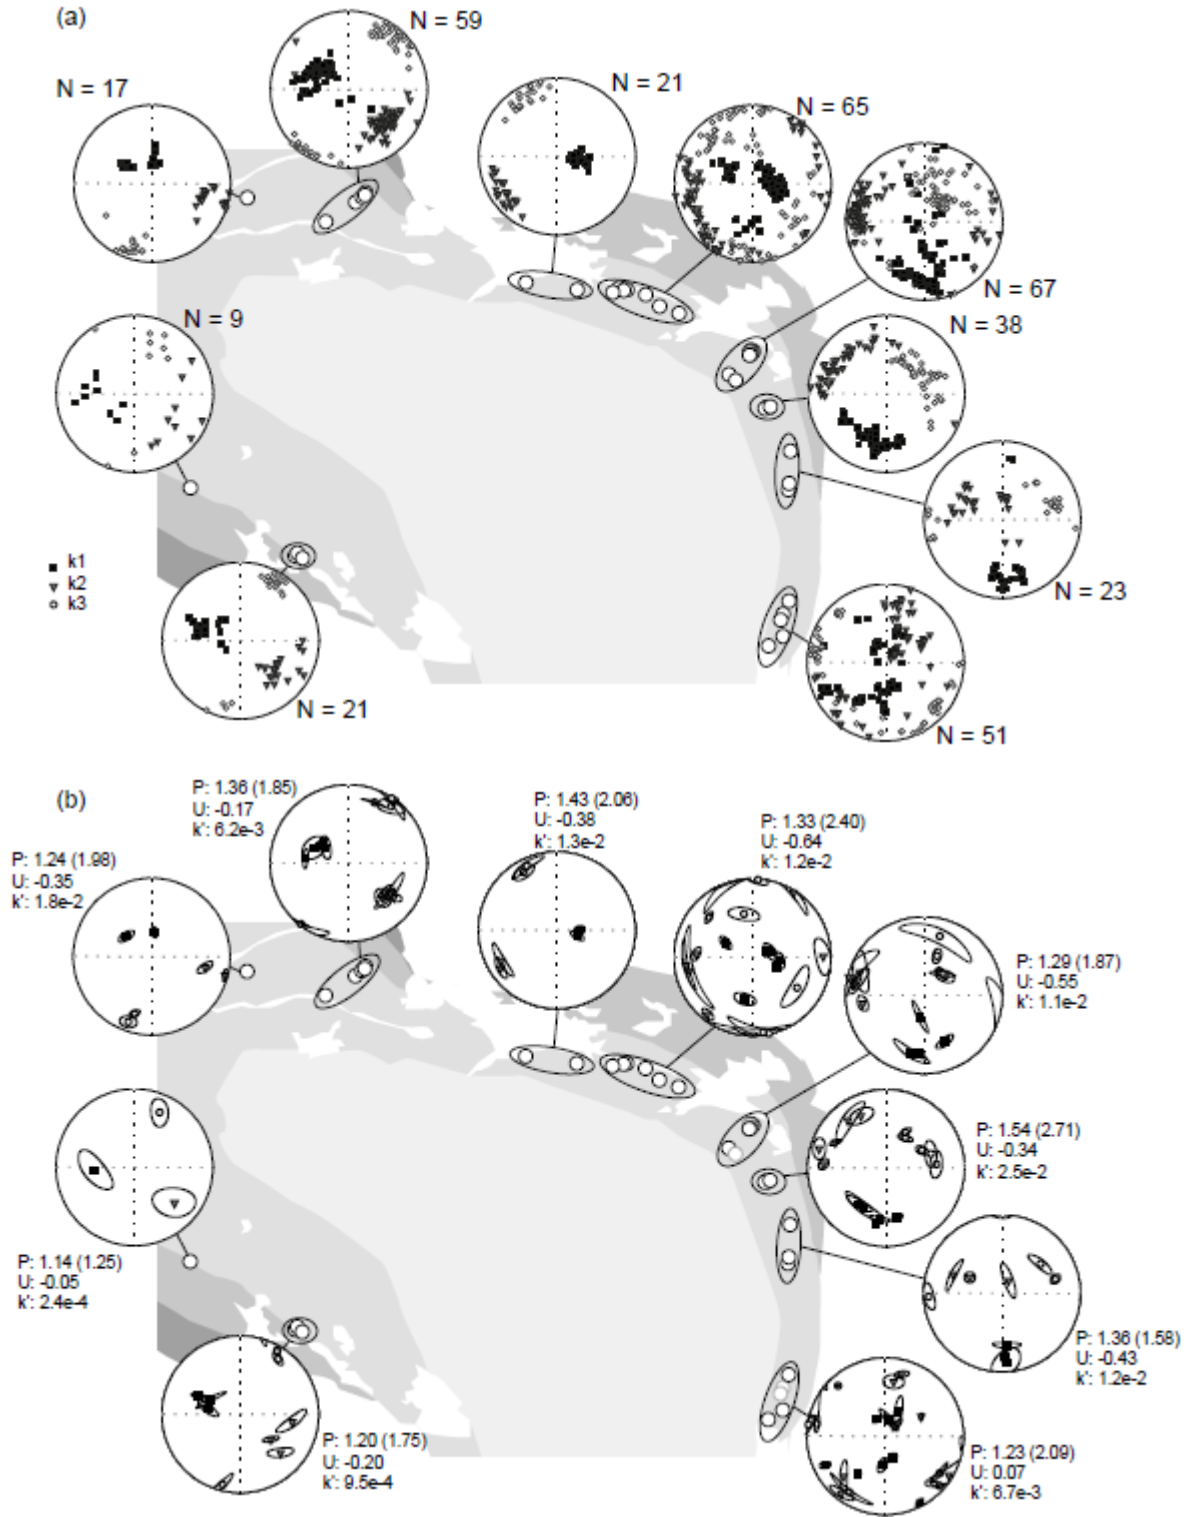 (a)
N = 59
N = 17
N = 21
N = 65
N = 67
N = 9
N = 38
k1
k2
k3
N = 23
N = 21
N = 51
(b)
P: 1.36 (1.85)
U: -0.17
k': 6.2e-3
P: 1.43 (2.06)
U: -0.38
k': 1.3e-2
P: 1.33 (2.40)
U: -0.64
k': 1.2e-2
P: 1.24 (1.98)
U: -0.35
k': 1.8e-2
P: 1.29 (1.87)
U: -0.55
k': 1.1e-2
P: 1.54 (2.71)
U: -0.34
k': 2.5e-2
P: 1.14 (1.25)
U: -0.05
k': 2.4e-4
P: 1.36 (1.58)
U: -0.43
k': 1.2e-2
P: 1.20 (1.75)
U: -0.20
k': 9.5e-4
P: 1.23 (2.09)
U: 0.07
k': 6.7e-3